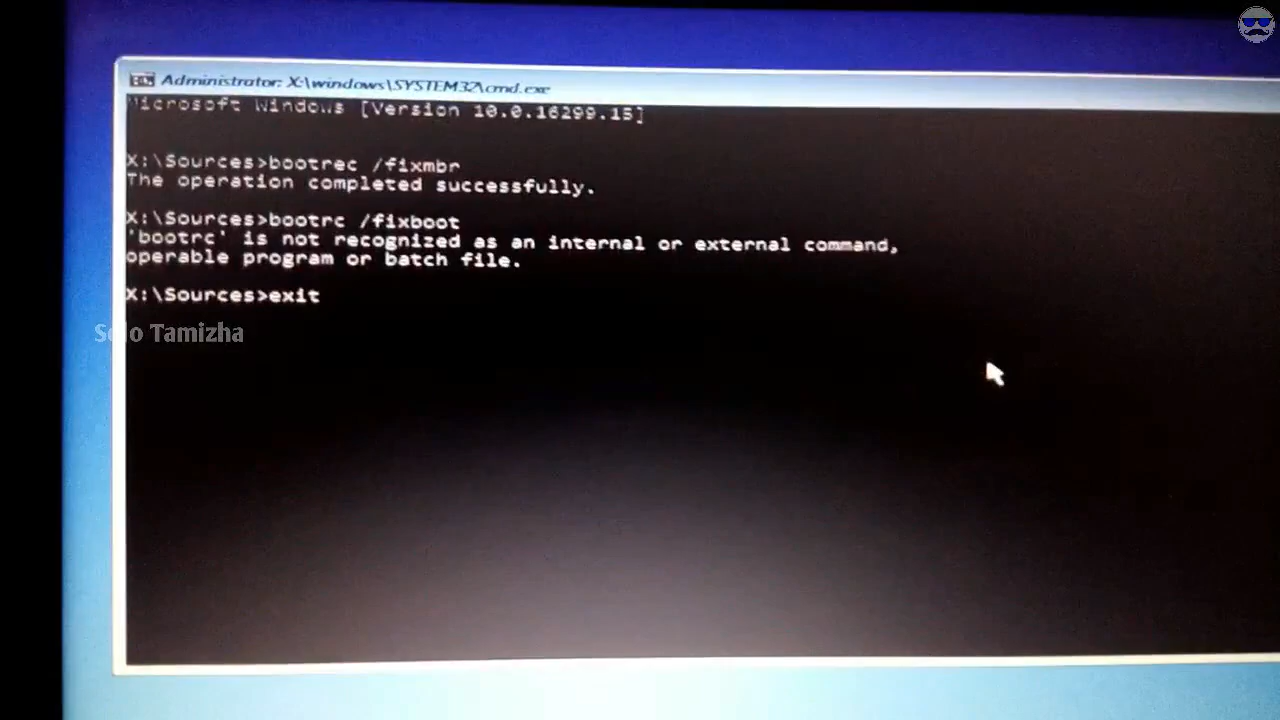 Administrator: X:\windows\SYSTEM32\cmd.exe
Microsoft Windows [Version 10.0.16299.15]
X:\Sources>bootrec /fixmbr
The operation completed successfully.
X:\Sources>bootrc /fixboot
'bootrc' is not recognized as an internal or external command,
operable program or batch file.
X:\Sources>exit
Solo Tamizha